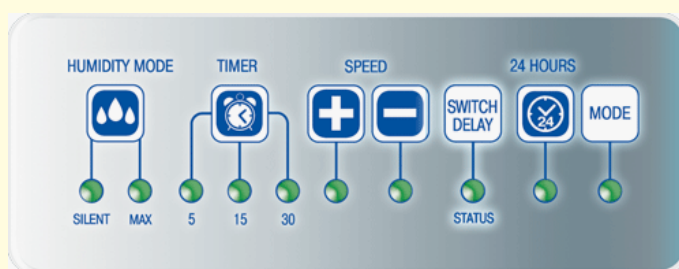 HUMIDITY MODE TIMER SPEED 24 HOURS
SWITCH DELAY
24
MODE
SILENT MAX 5 15 30 STATUS